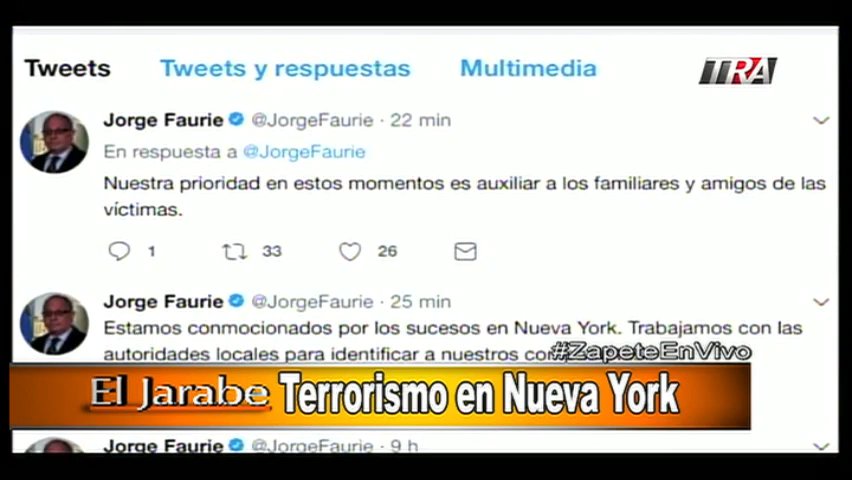 Tweets Tweets y respuestas Multimedia
TRA
Jorge Faurie @JorgeFaurie · 22 min
En respuesta a @JorgeFaurie
Nuestra prioridad en estos momentos es auxiliar a los familiares y amigos de las
víctimas.
1 33 26
Jorge Faurie @JorgeFaurie · 25 min
Estamos conmocionados por los sucesos en Nueva York. Trabajamos con las
autoridades locales para identificar a nuestros
#ZapeteEnVivo
El Jarabe Terrorismo en Nueva York
Jorge Faurie @JorgeFaurie · 9 h